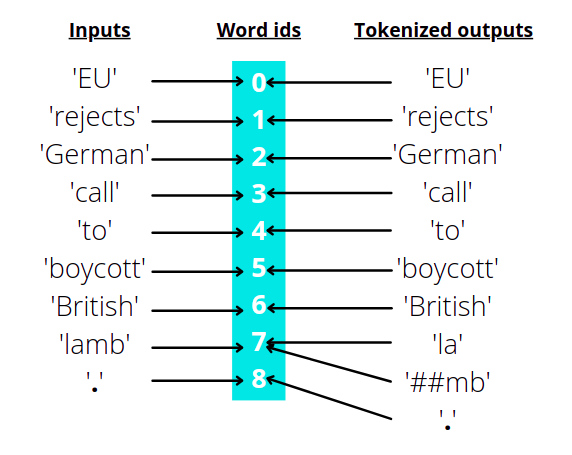 Inputs Word ids Tokenized outputs
'EU' 0 'EU'
'rejects' 1 'rejects'
'German' 2 'German'
'call' 3 'call'
'to' 4 'to'
'boycott' 5 'boycott'
'British' 6 'British'
'lamb' 7 'la'
'.' 8 '##mb'
'.'